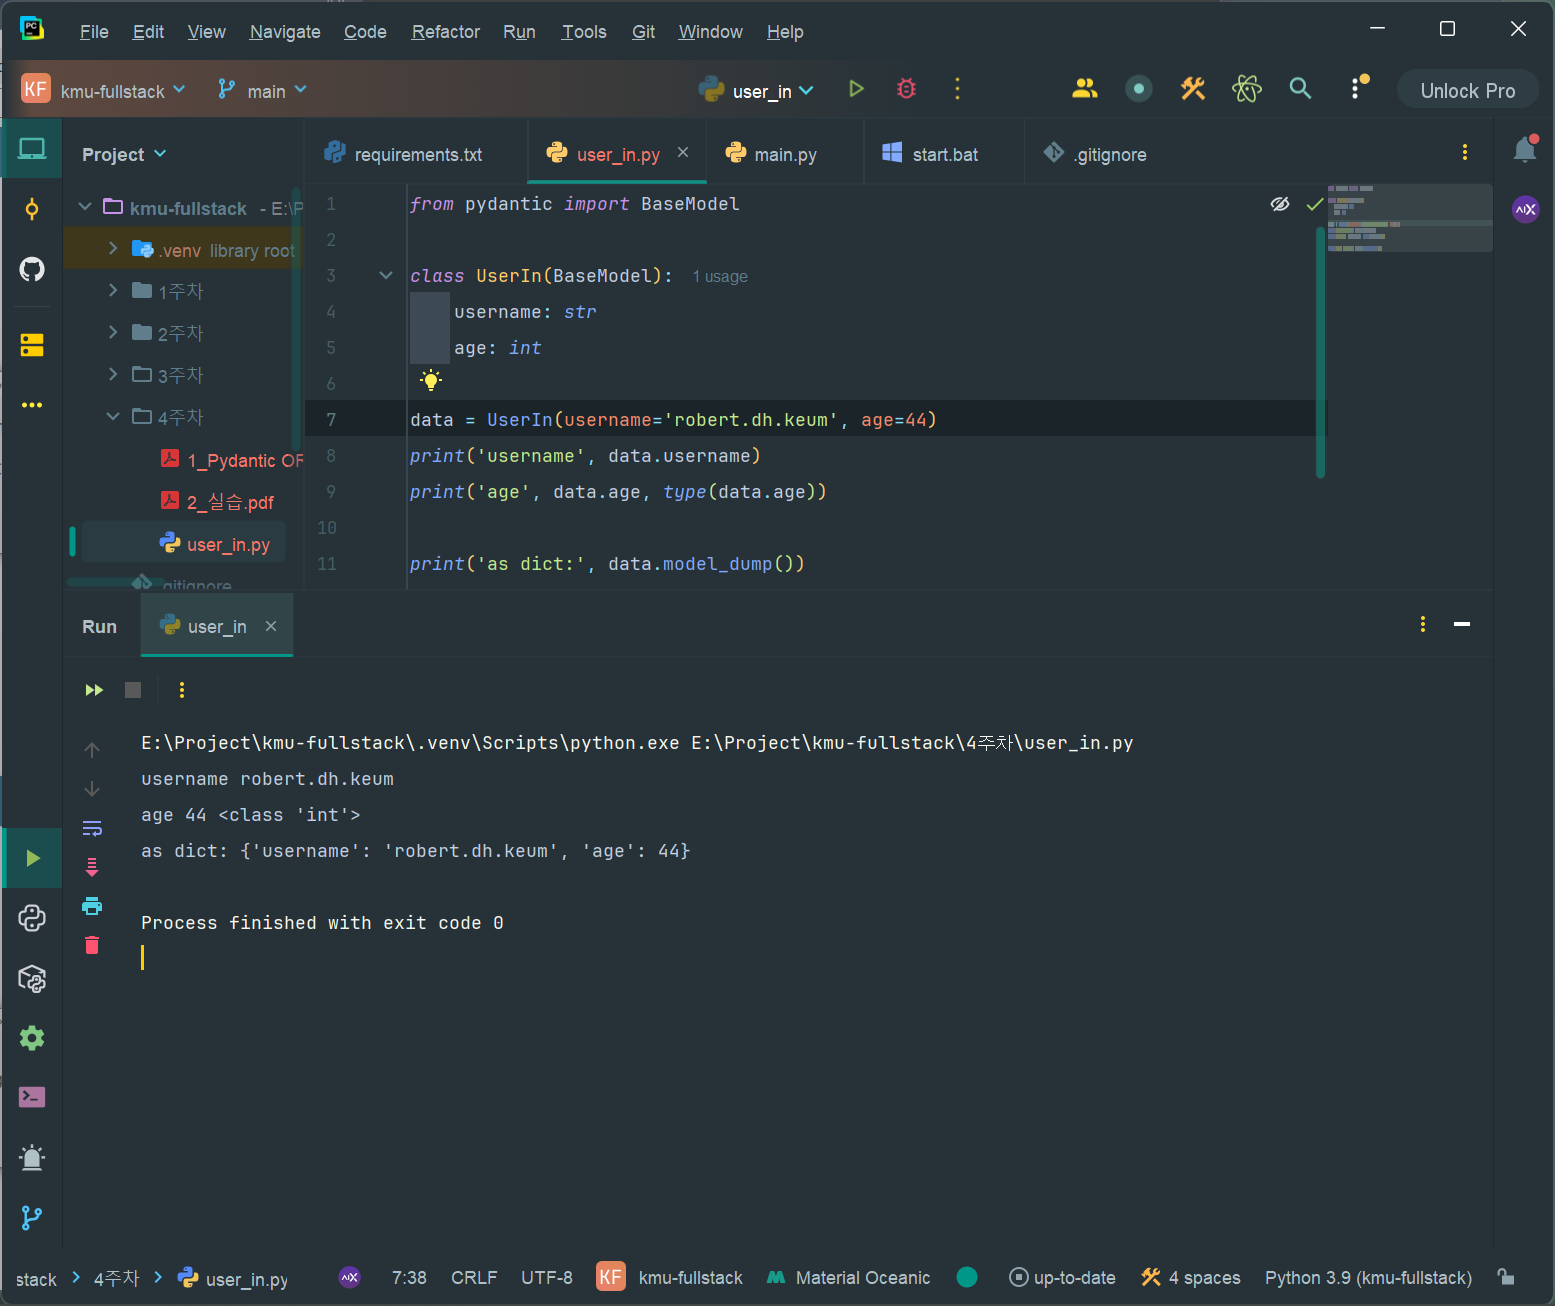 File Edit View Navigate Code Refactor Run Tools Git Window Help
KF kmu-fullstack main user_in Unlock Pro
Project
requirements.txt user_in.py main.py start.bat .gitignore
kmu-fullstack - E:\P
.venv library root
1주차
2주차
3주차
4주차
1_Pydantic OR
2_실습.pdf
user_in.py
.gitignore
1 from pydantic import BaseModel
2
3 class UserIn(BaseModel): 1 usage
4 username: str
5 age: int
6
7 data = UserIn(username='robert.dh.keum', age=44)
8 print('username', data.username)
9 print('age', data.age, type(data.age))
10
11 print('as dict:', data.model_dump())
Run user_in
E:\Project\kmu-fullstack\.venv\Scripts\python.exe E:\Project\kmu-fullstack\4주차\user_in.py
username robert.dh.keum
age 44 <class 'int'>
as dict: {'username': 'robert.dh.keum', 'age': 44}
Process finished with exit code 0
stack 4주차 user_in.py 7:38 CRLF UTF-8 KF kmu-fullstack Material Oceanic up-to-date 4 spaces Python 3.9 (kmu-fullstack)